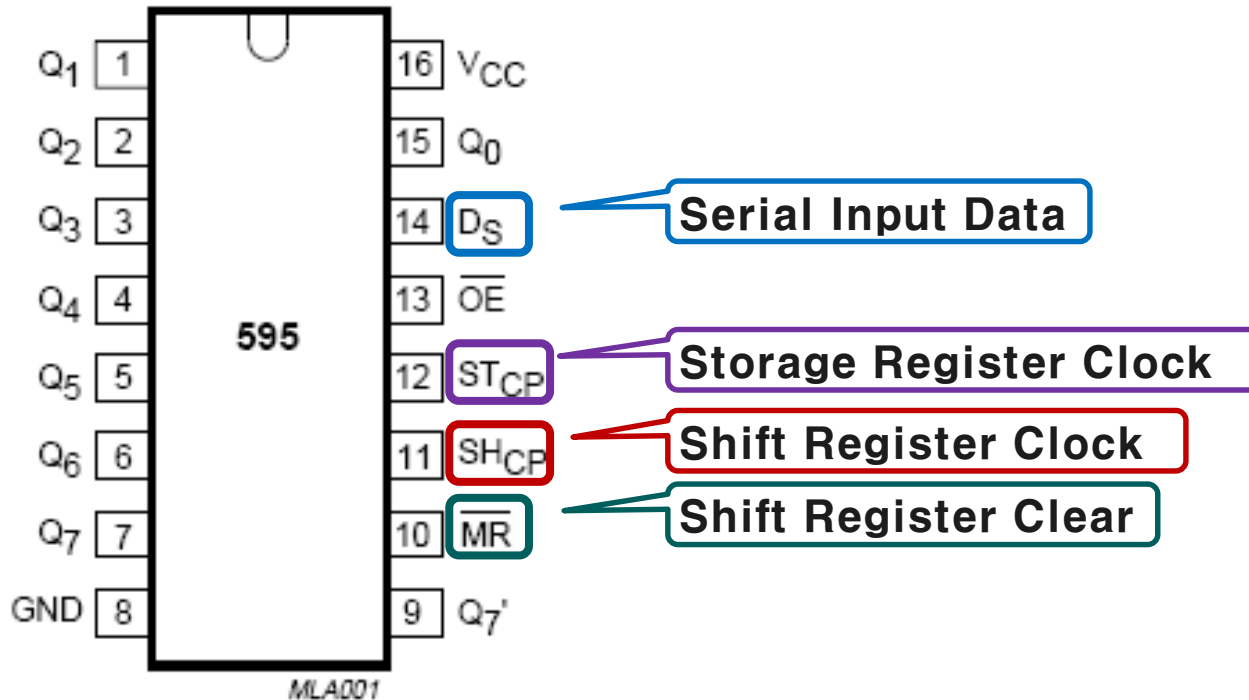 Q1 1 16 VCC
Q2 2 15 Q0
Q3 3 14 DS Serial Input Data
Q4 4 13 OE
595
Q5 5 12 STCP Storage Register Clock
Q6 6 11 SHCP Shift Register Clock
Q7 7 10 MR Shift Register Clear
GND 8 9 Q7'
MLA001